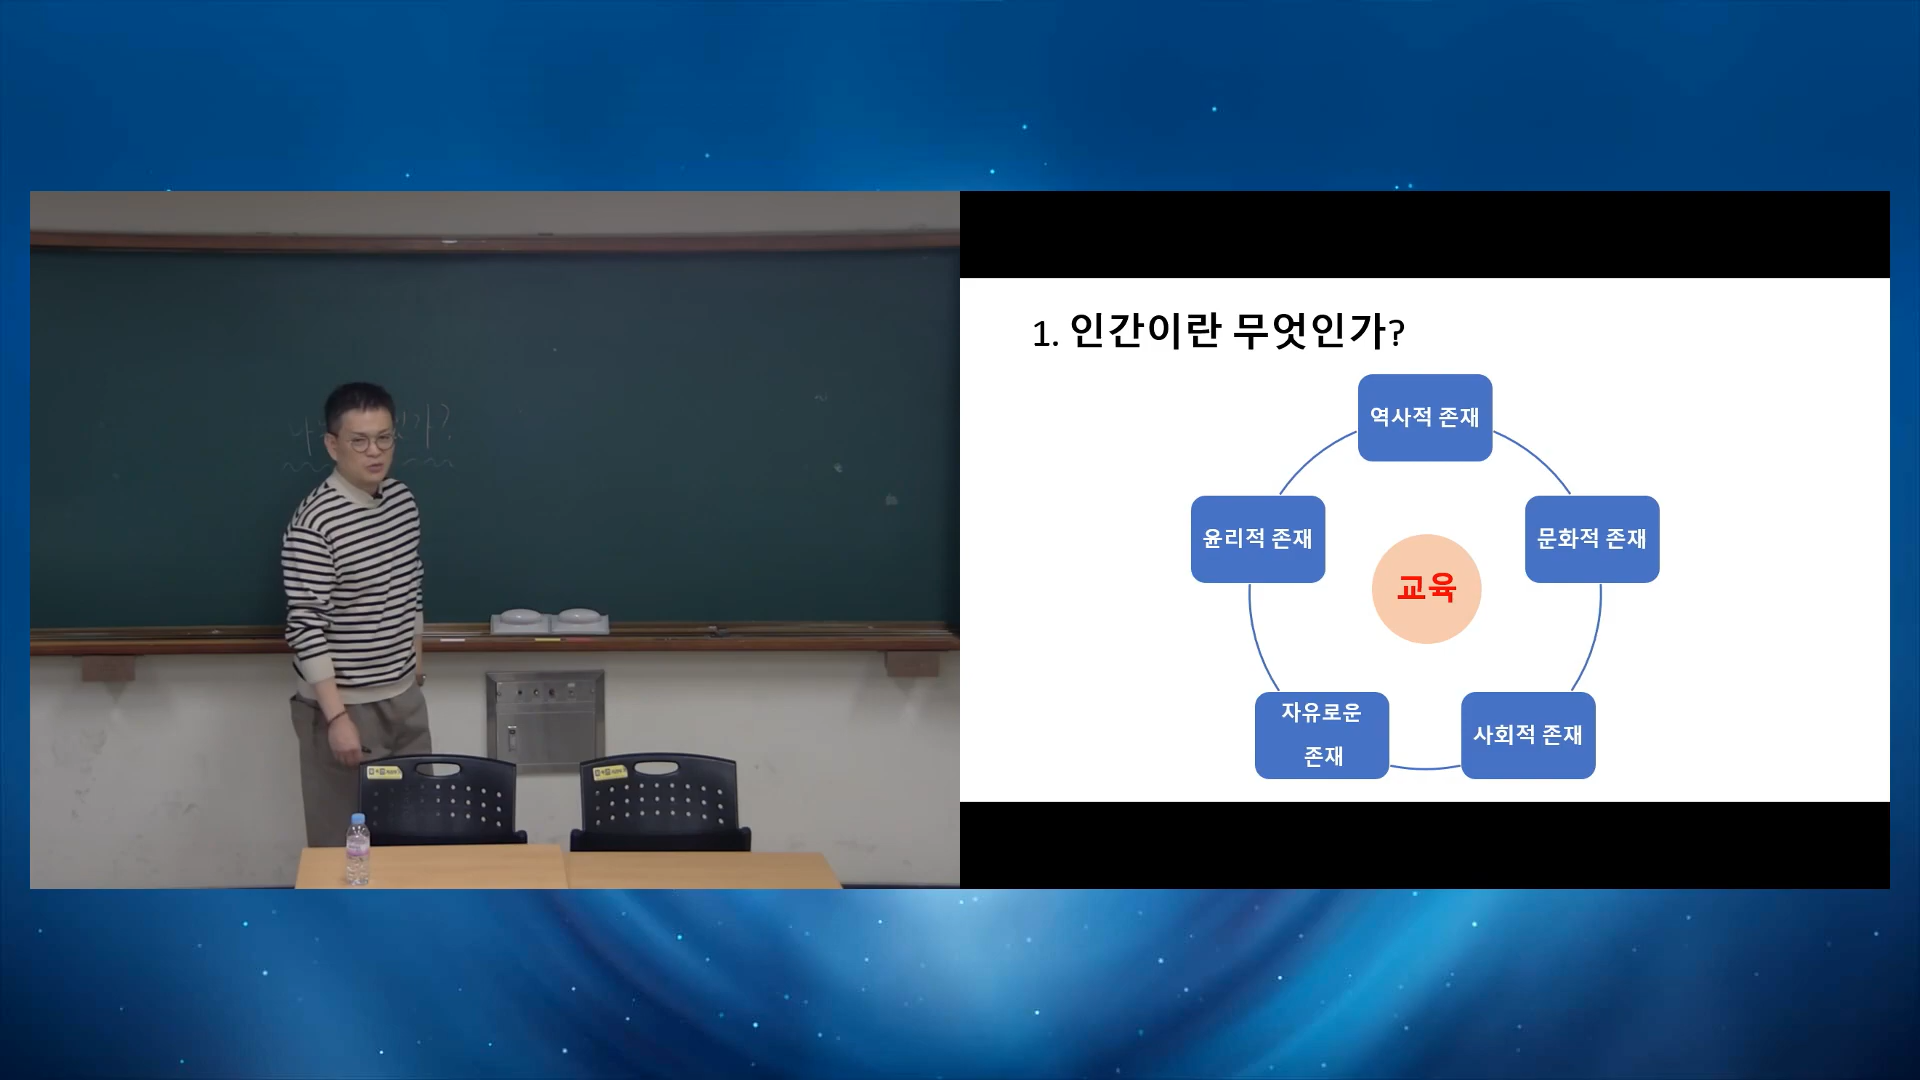 1. 인간이란 무엇인가?
역사적 존재
윤리적 존재
문화적 존재
교육
자유로운
존재
사회적 존재